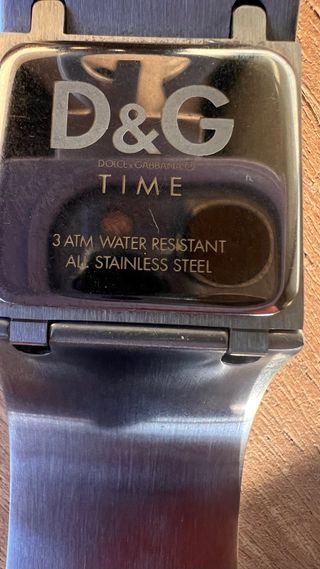 D&G
DOLCE & GABBANA
TIME
3 ATM WATER RESISTANT
ALL STAINLESS STEEL